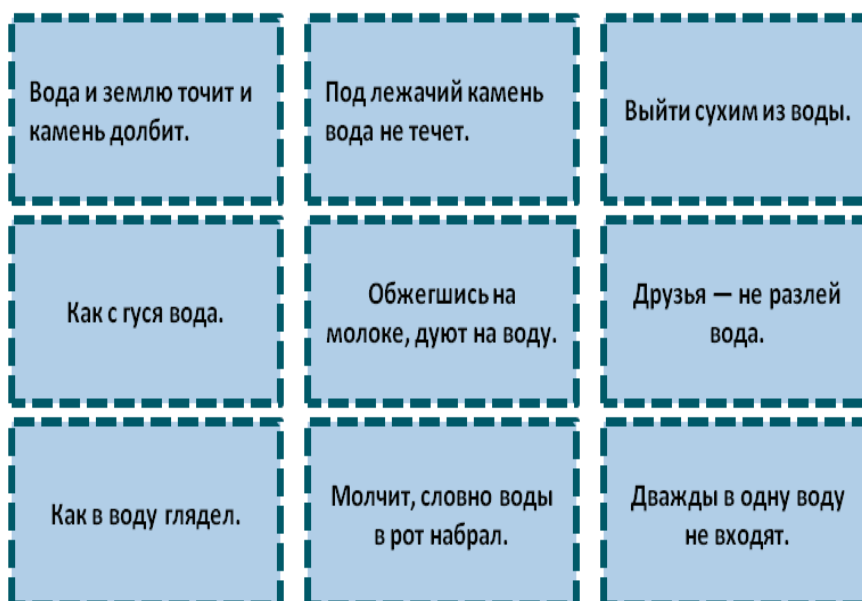 Вода и землю точит и
камень долбит.
Под лежачий камень
вода не течет.
Выйти сухим из воды.
Как с гуся вода.
Обжегшись на
молоке, дуют на воду.
Друзья — не разлей
вода.
Как в воду глядел.
Молчит, словно воды
в рот набрал.
Дважды в одну воду
не входят.